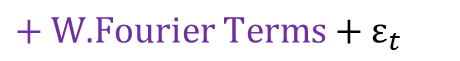 + W.Fourier Terms + εₜ